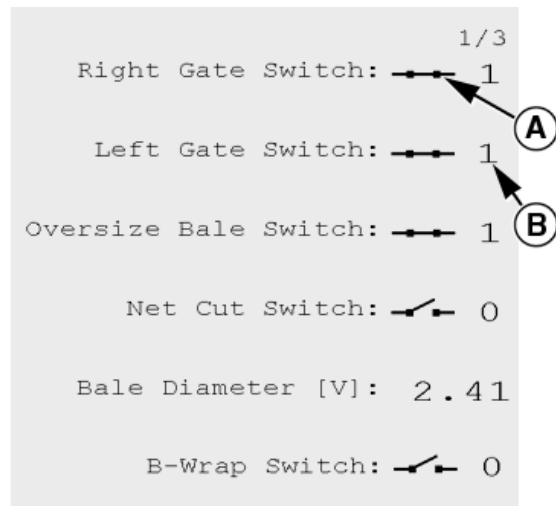 1/3
Right Gate Switch: 1
A
Left Gate Switch: 1
B
Oversize Bale Switch: 1
Net Cut Switch: 0
Bale Diameter [V]: 2.41
B-Wrap Switch: 0